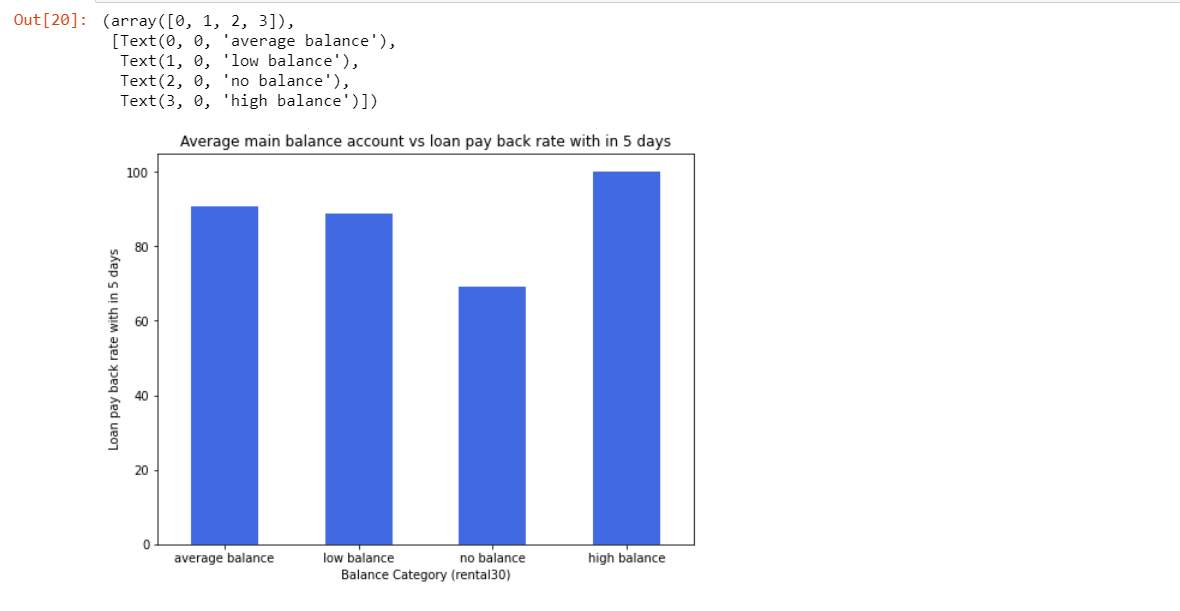 Out[20]: (array([0, 1, 2, 3]),
[Text(0, 0, 'average balance'),
Text(1, 0, 'low balance'),
Text(2, 0, 'no balance'),
Text(3, 0, 'high balance')])
Average main balance account vs loan pay back rate with in 5 days
Loan pay back rate with in 5 days
100
80
60
40
20
0
average balance low balance no balance high balance
Balance Category (rental30)